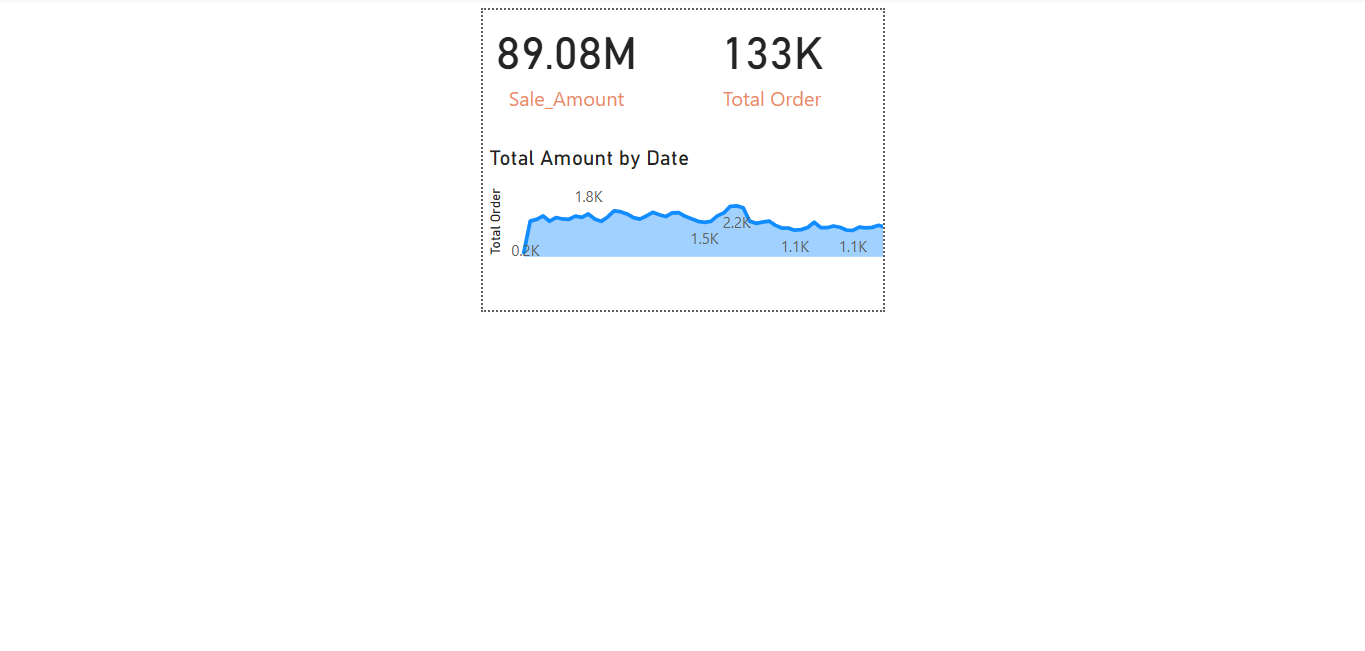 89.08M 133K
Sale_Amount Total Order
Total Amount by Date
Total Order
1.8K
2.2K
1.5K
0.2K 1.1K 1.1K